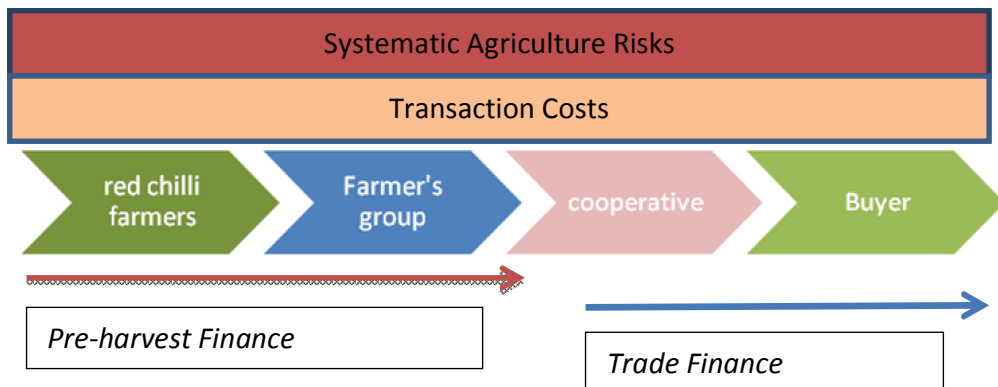 Systematic Agriculture Risks
Transaction Costs
red chilli
farmers
Farmer's
group
cooperative
Buyer
Pre-harvest Finance
Trade Finance